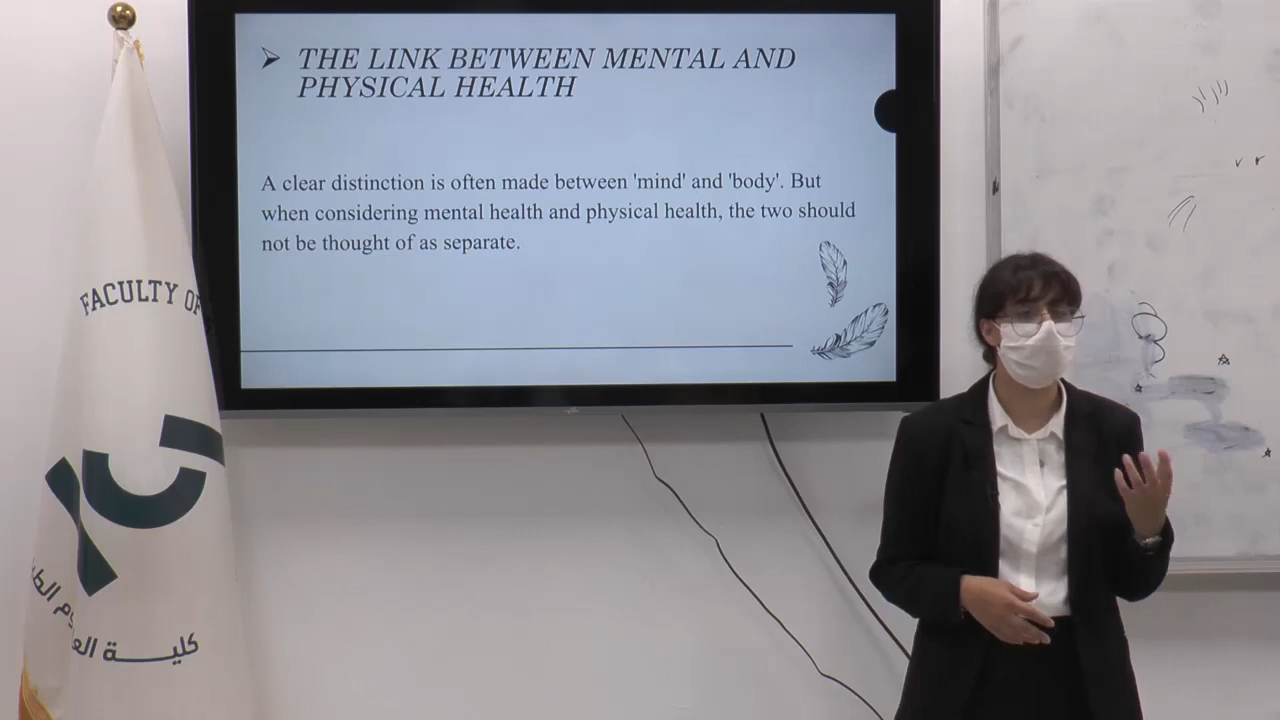 THE LINK BETWEEN MENTAL AND
PHYSICAL HEALTH
A clear distinction is often made between 'mind' and 'body'. But
when considering mental health and physical health, the two should
not be thought of as separate.
FACULTY OF
كلية